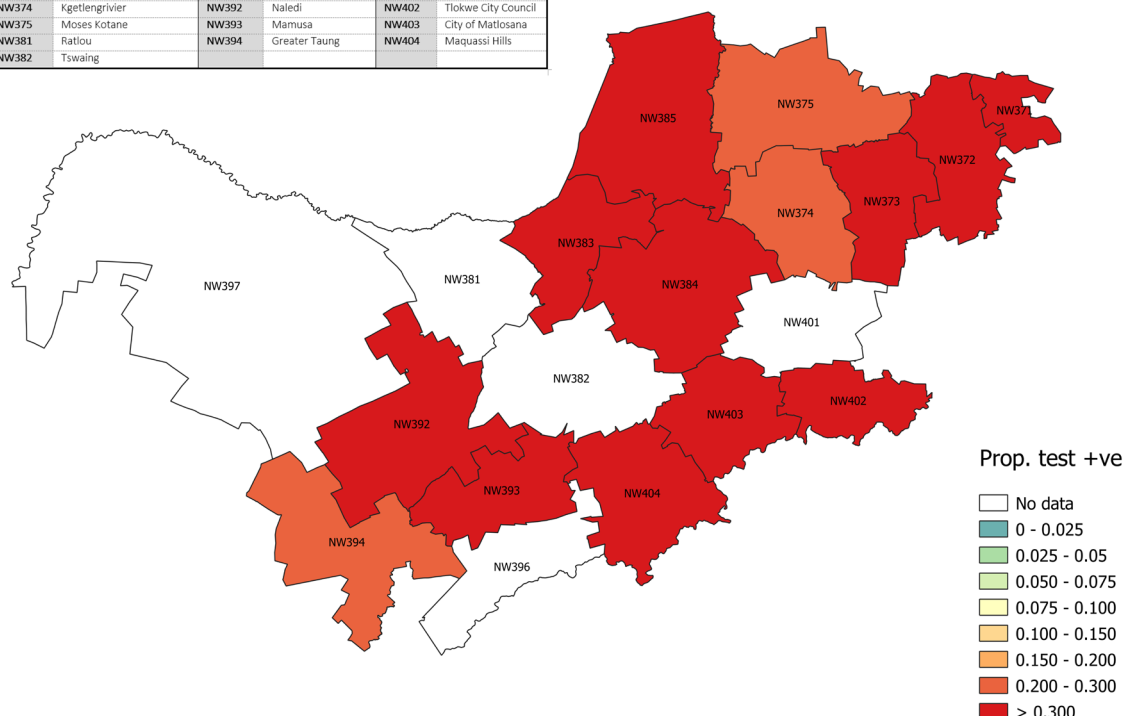 NW374 Kgetlengrivier NW392 Naledi NW402 Tlokwe City Council
NW375 Moses Kotane NW393 Mamusa NW403 City of Matlosana
NW381 Ratlou NW394 Greater Taung NW404 Maquassi Hills
NW382 Tswaing
NW375
NW371
NW385
NW372
NW373
NW374
NW383
NW381
NW384
NW397
NW401
NW382
NW402
NW403
NW392
NW393
NW404
NW394
NW396
Prop. test +ve
No data
0 - 0.025
0.025 - 0.05
0.050 - 0.075
0.075 - 0.100
0.100 - 0.150
0.150 - 0.200
0.200 - 0.300
> 0.300